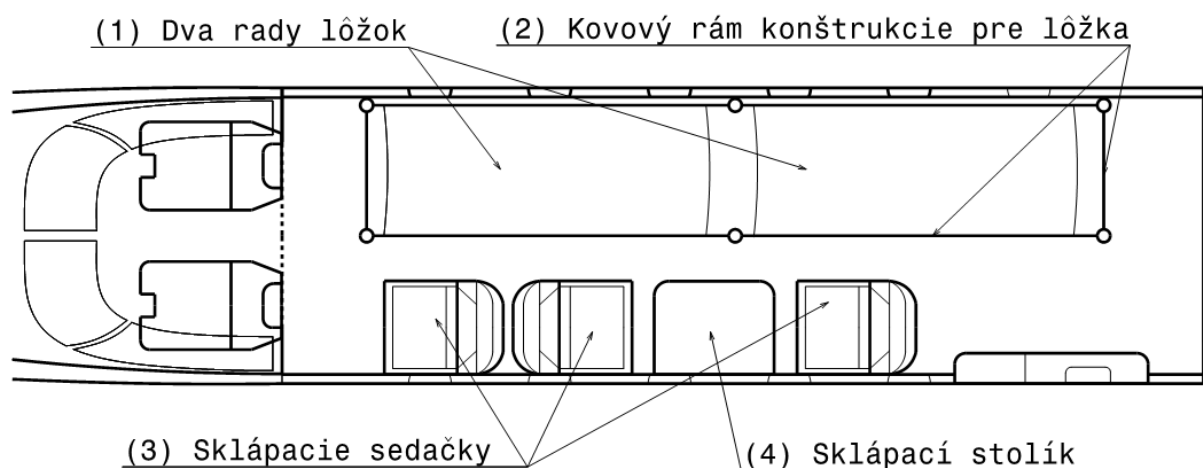 (1) Dva rady lôžok
(2) Kovový rám konštrukcie pre lôžka
(3) Sklápacie sedačky
(4) Sklápací stolík